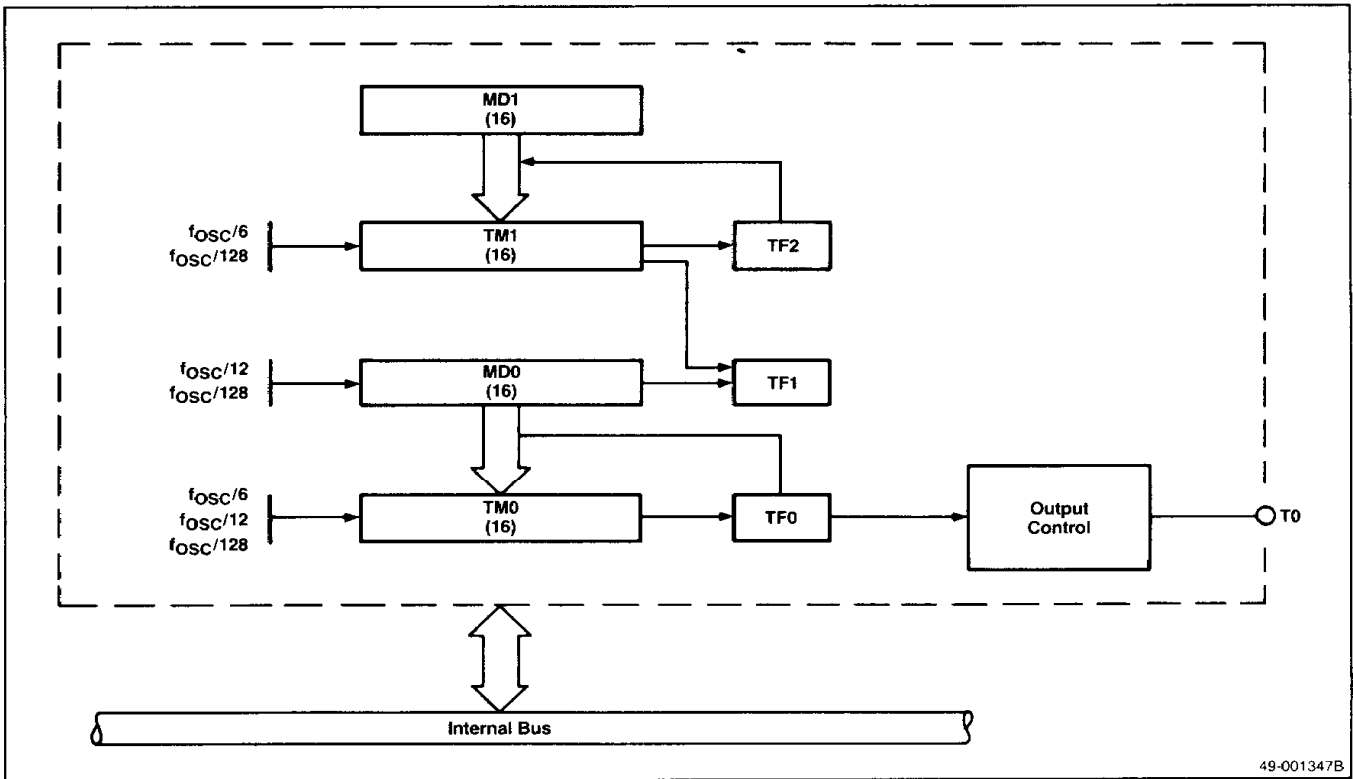 MD1
(16)
fOSC/6
fOSC/128
TM1
(16)
TF2
fOSC/12
fOSC/128
MD0
(16)
TF1
fOSC/6
fOSC/12
fOSC/128
TM0
(16)
TF0
Output
Control
T0
Internal Bus
49-001347B